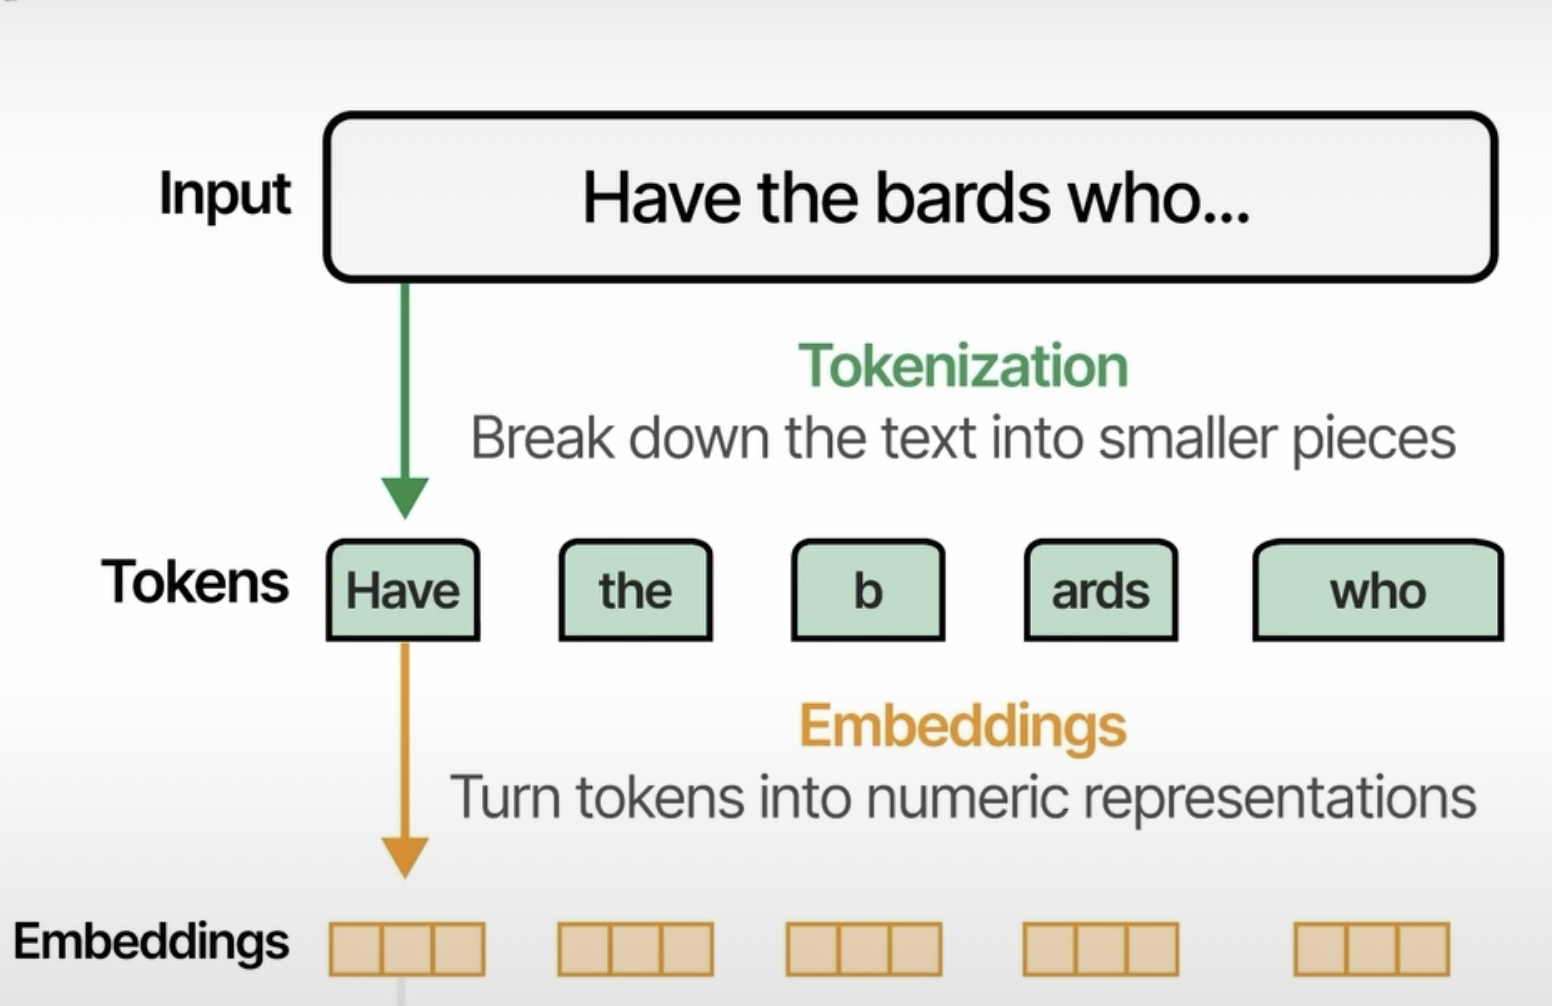 Input
Have the bards who...
Tokenization
Break down the text into smaller pieces
Tokens
Have the b ards who
Embeddings
Turn tokens into numeric representations
Embeddings